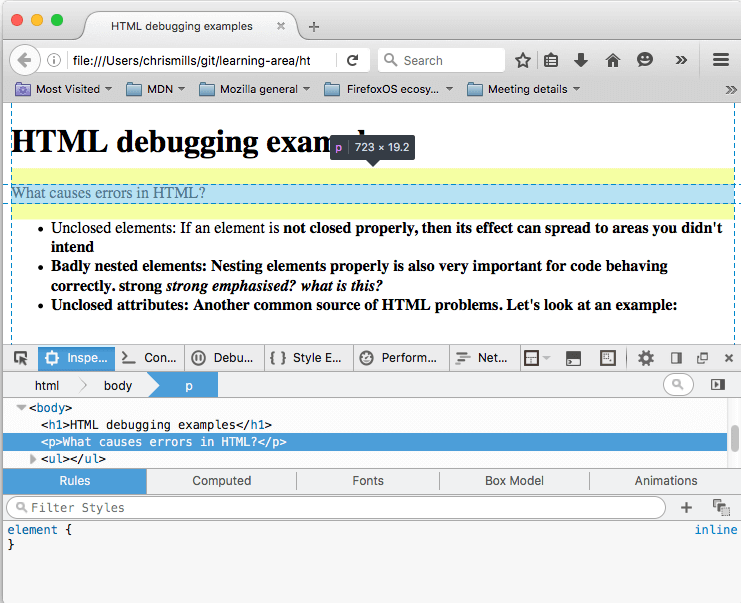 HTML debugging examples
file:///Users/chrismills/git/learning-area/ht
Search
Most Visited
MDN
Mozilla general
FirefoxOS ecosy...
Meeting details
HTML debugging exam
p 723 × 19.2
What causes errors in HTML?
• Unclosed elements: If an element is not closed properly, then its effect can spread to areas you didn't
intend
• Badly nested elements: Nesting elements properly is also very important for code behaving
correctly. strong strong emphasised? what is this?
• Unclosed attributes: Another common source of HTML problems. Let's look at an example:
Inspe...
Con...
Debu...
{ } Style E...
Perform...
Net...
html
body
p
<body>
<h1>HTML debugging examples</h1>
<p>What causes errors in HTML?</p>
<ul></ul>
Rules
Computed
Fonts
Box Model
Animations
Filter Styles
element {
inline
}